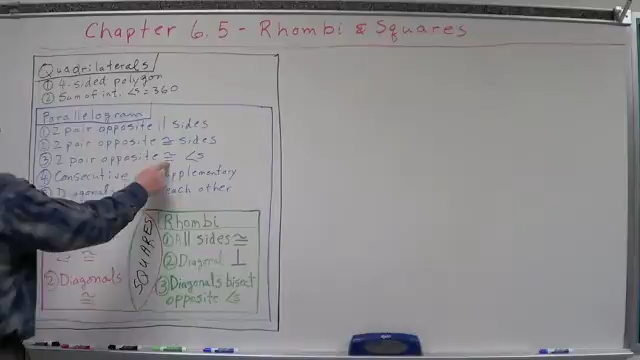 Chapter 6.5 - Rhombi & Squares
Quadrilaterals
① 4-sided polygon
② Sum of int. ∠s = 360
Parallelogram
① 2 pair opposite || sides
② 2 pair opposite ≅ sides
③ 2 pair opposite ≅ ∠s
④ Consecutive supplementary
each other
Rhombi
① All sides ≅
② Diagonal ⊥
③ Diagonals bisect
opposite ∠s
SQUARES
≅
② Diagonals
≅